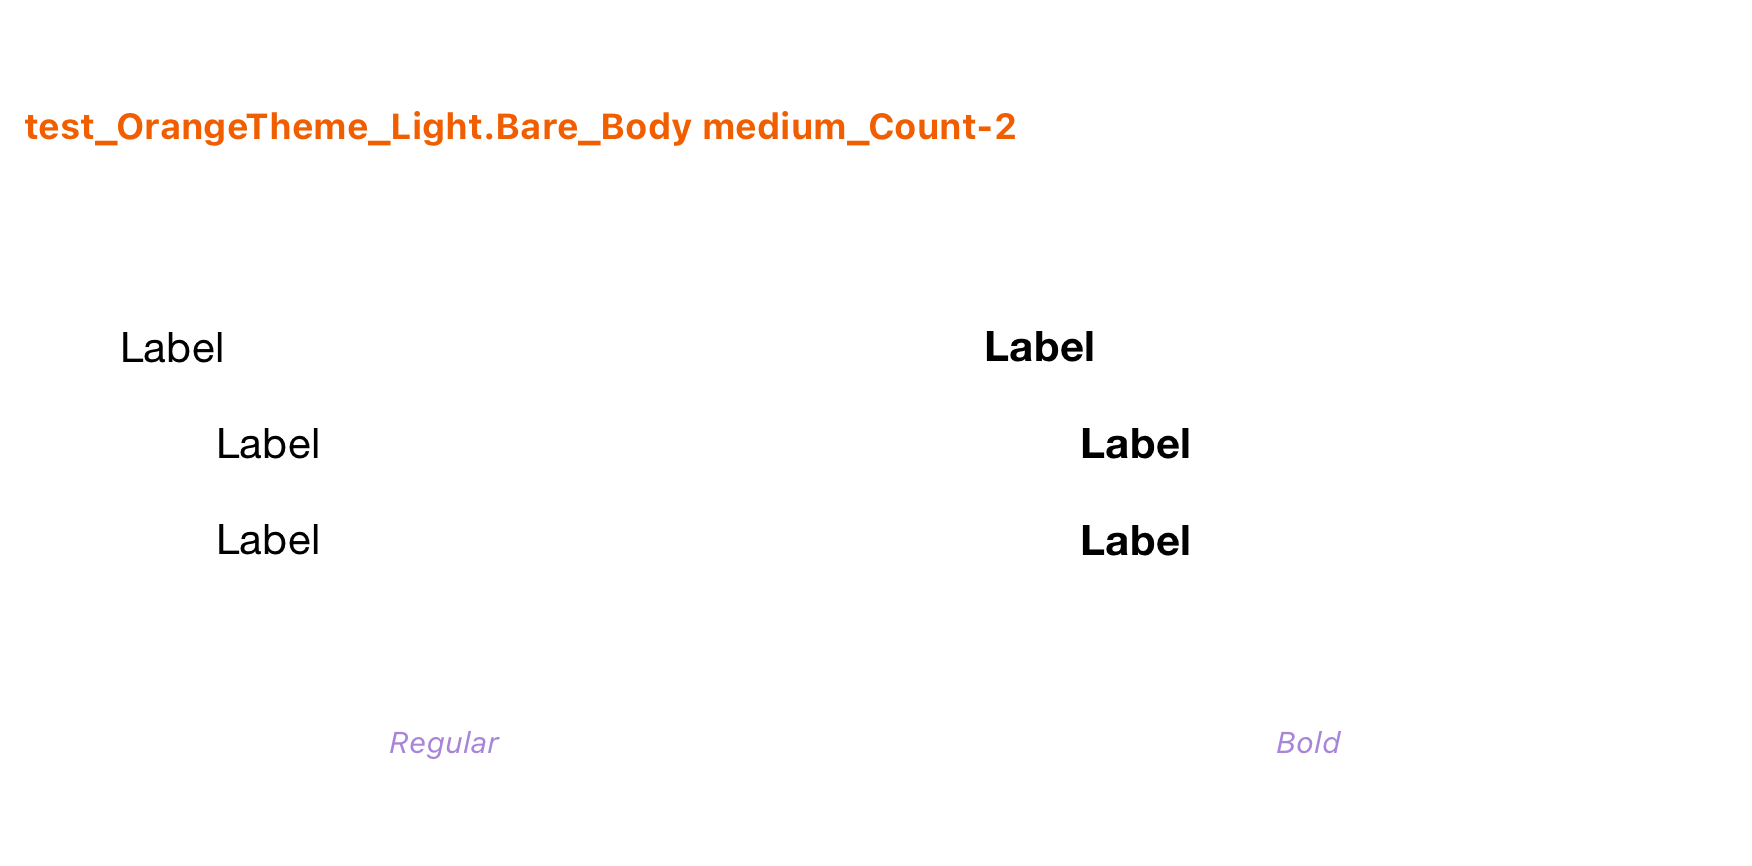 test_OrangeTheme_Light.Bare_Body medium_Count-2
Label
Label
Label
Label
Label
Label
Regular
Bold